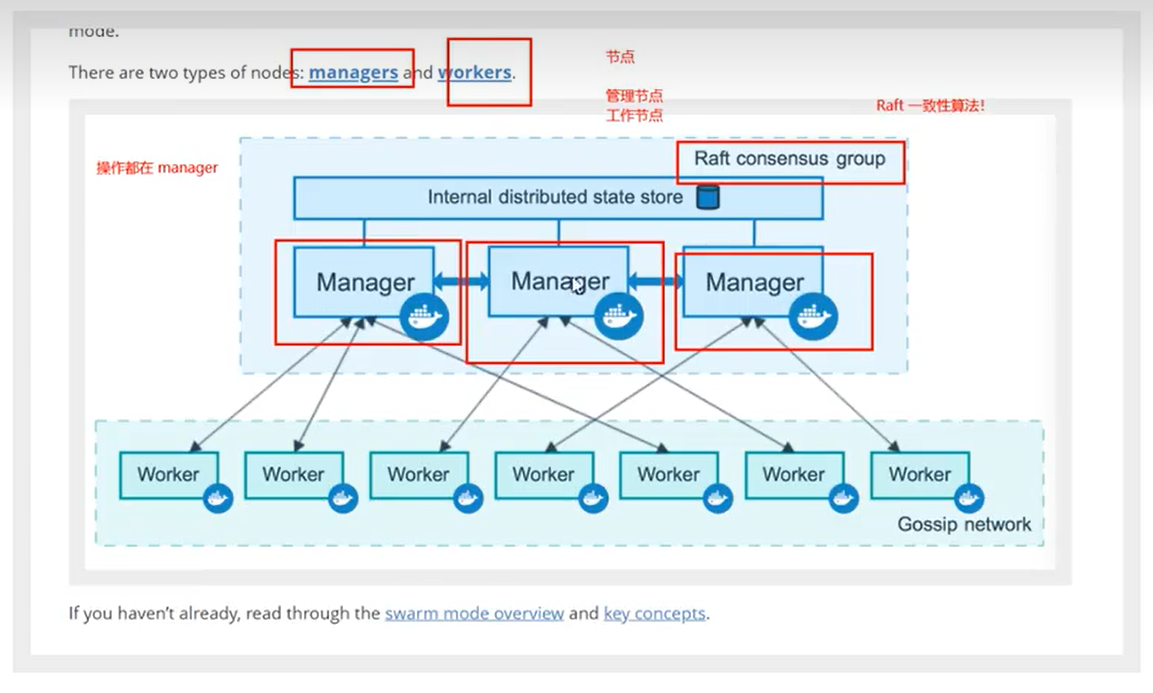 mode.
There are two types of nodes: managers and workers.
节点
管理节点
工作节点
Raft 一致性算法!
操作都在 manager
Raft consensus group
Internal distributed state store
Manager
Manager
Manager
Worker
Worker
Worker
Worker
Worker
Worker
Worker
Gossip network
If you haven't already, read through the swarm mode overview and key concepts.